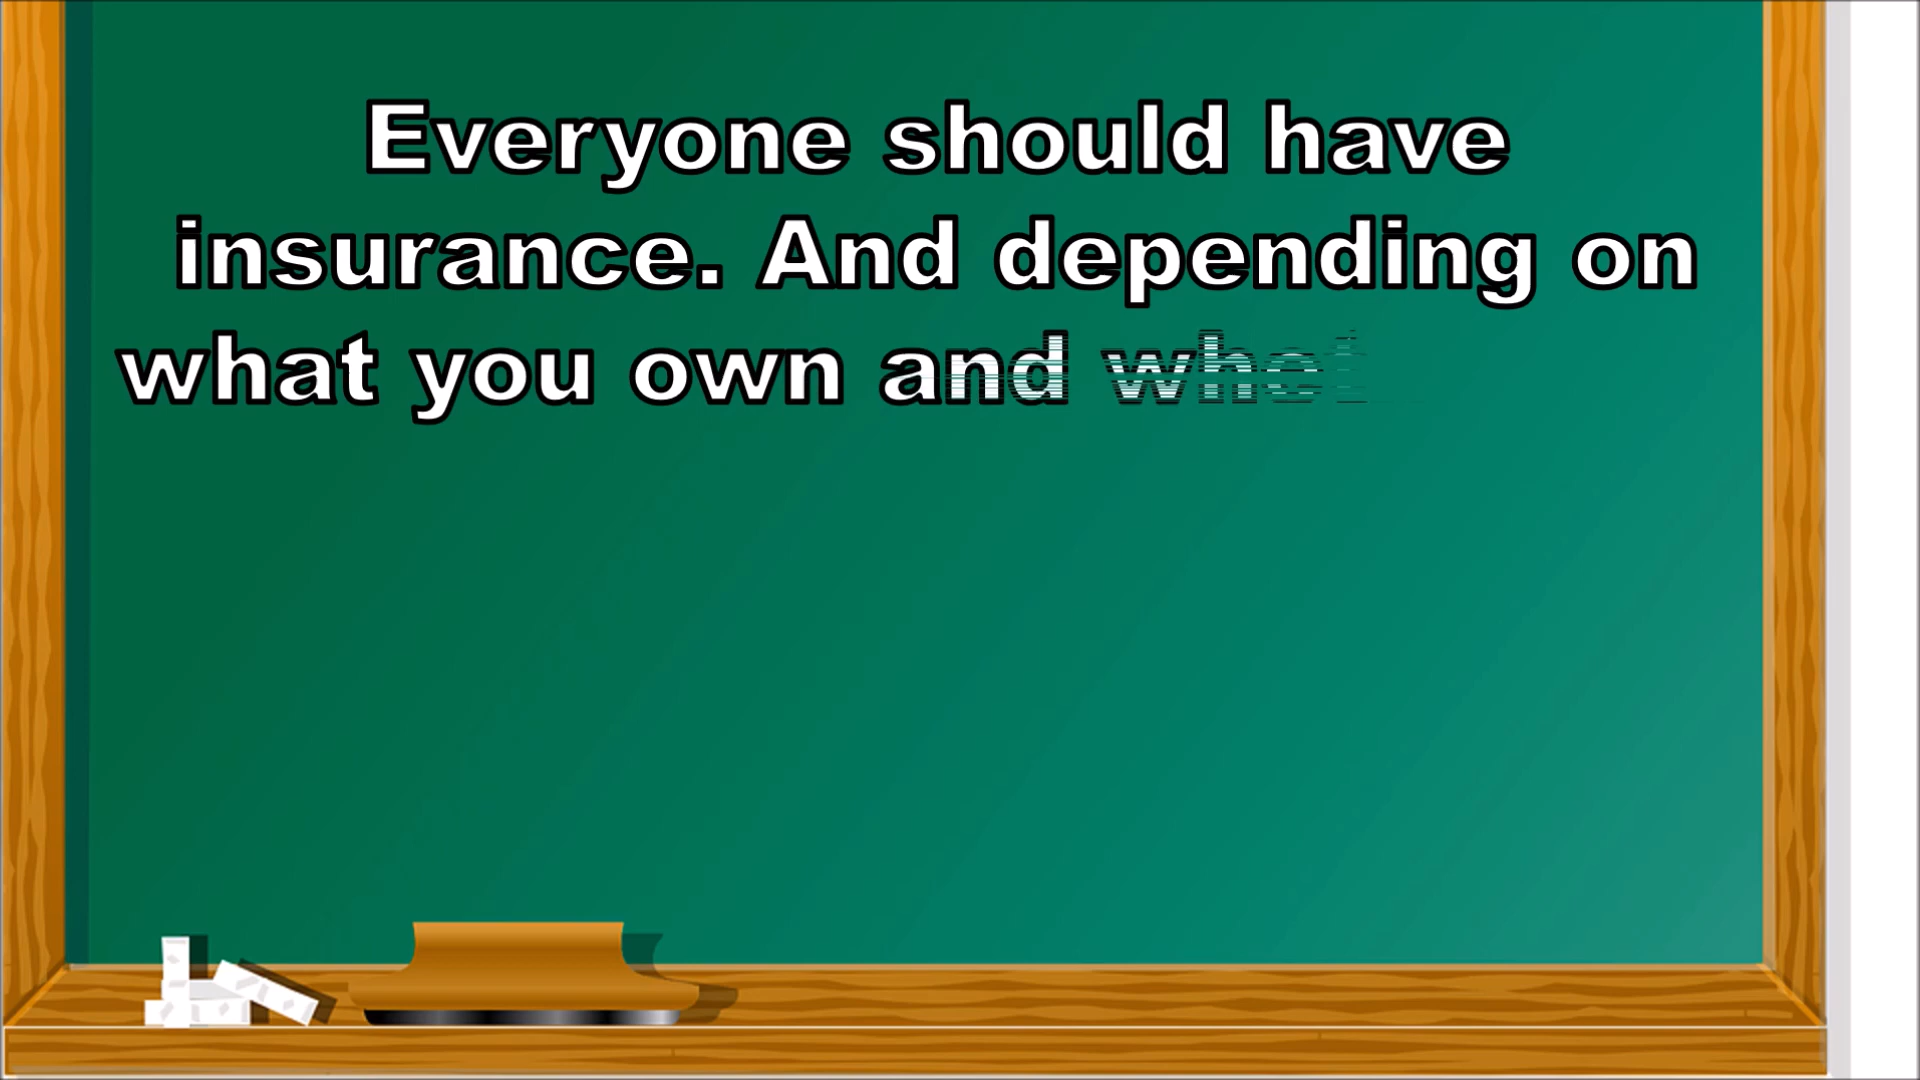 Everyone should have
insurance. And depending on
what you own and